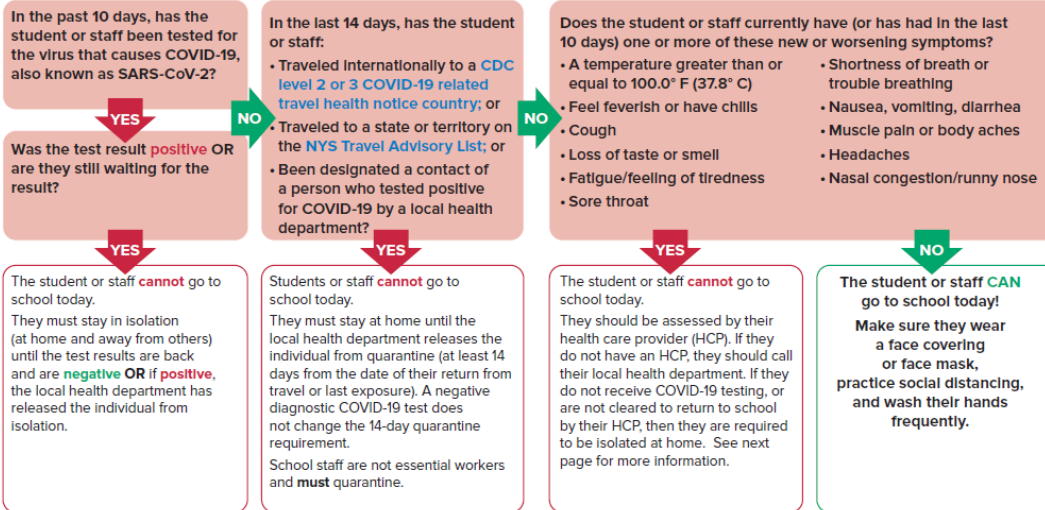 In the past 10 days, has the
student or staff been tested for
the virus that causes COVID-19,
also known as SARS-CoV-2?
YES
Was the test result positive OR
are they still waiting for the
result?
YES
The student or staff cannot go to
school today.
They must stay in isolation
(at home and away from others)
until the test results are back
and are negative OR if positive,
the local health department has
released the individual from
isolation.
NO
In the last 14 days, has the student
or staff:
• Traveled internationally to a CDC
level 2 or 3 COVID-19 related
travel health notice country; or
• Traveled to a state or territory on
the NYS Travel Advisory List; or
• Been designated a contact of
a person who tested positive
for COVID-19 by a local health
department?
YES
Students or staff cannot go to
school today.
They must stay at home until the
local health department releases the
individual from quarantine (at least 14
days from the date of their return from
travel or last exposure). A negative
diagnostic COVID-19 test does
not change the 14-day quarantine
requirement.
School staff are not essential workers
and must quarantine.
NO
Does the student or staff currently have (or has had in the last
10 days) one or more of these new or worsening symptoms?
• A temperature greater than or
equal to 100.0° F (37.8° C)
• Feel feverish or have chills
• Cough
• Loss of taste or smell
• Fatigue/feeling of tiredness
• Sore throat
• Shortness of breath or
trouble breathing
• Nausea, vomiting, diarrhea
• Muscle pain or body aches
• Headaches
• Nasal congestion/runny nose
YES
The student or staff cannot go to
school today.
They should be assessed by their
health care provider (HCP). If they
do not have an HCP, they should call
their local health department. If they
do not receive COVID-19 testing, or
are not cleared to return to school
by their HCP, then they are required
to be isolated at home. See next
page for more information.
NO
The student or staff CAN
go to school today!
Make sure they wear
a face covering
or face mask,
practice social distancing,
and wash their hands
frequently.